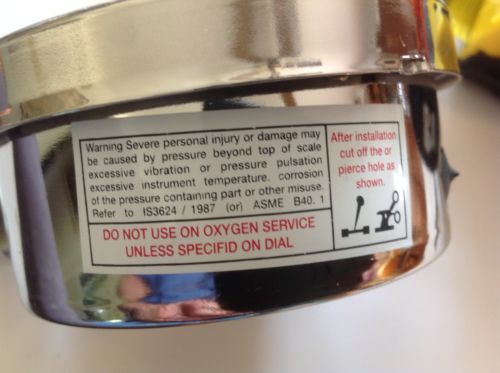 Warning Severe personal injury or damage may
be caused by pressure beyond top of scale
excessive vibration or pressure pulsation
excessive instrument temperature. corrosion
of the pressure containing part or other misuse.
Refer to IS3624 / 1987 (or) ASME B40. 1
DO NOT USE ON OXYGEN SERVICE
UNLESS SPECIFID ON DIAL
After installation
cut off the or
pierce hole as
shown.